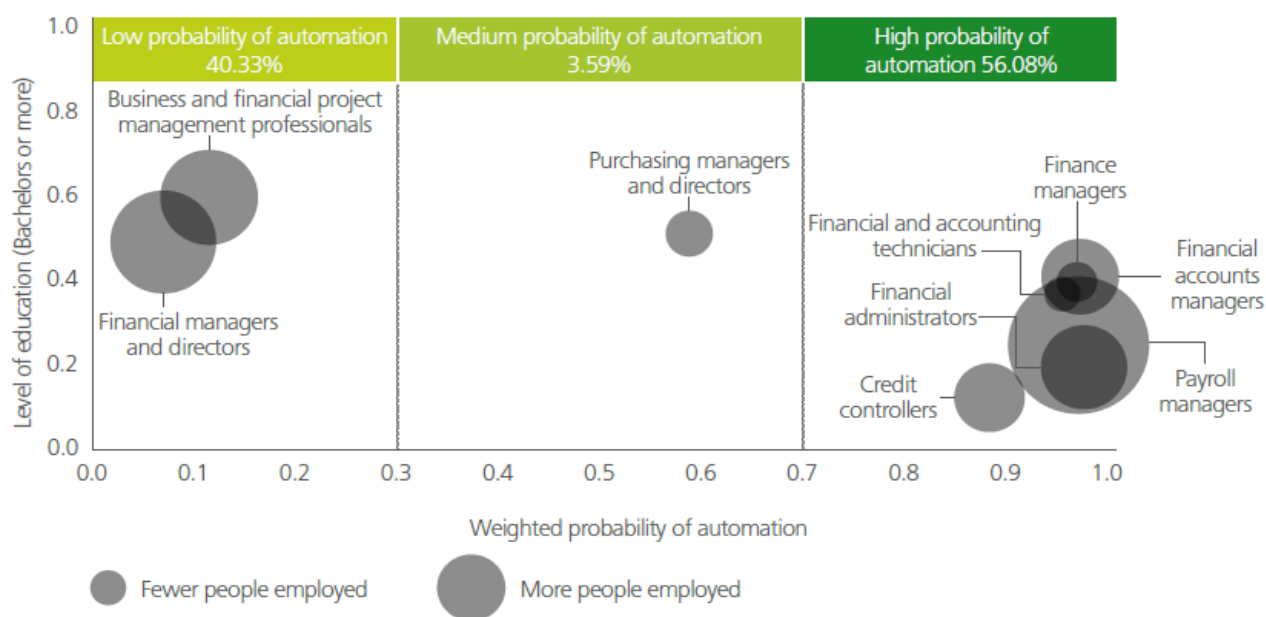 1.0
0.8
0.6
0.4
0.2
0.0
Level of education (Bachelors or more)
Low probability of automation
40.33%
Medium probability of automation
3.59%
High probability of
automation 56.08%
Business and financial project
management professionals
Financial managers
and directors
Purchasing managers
and directors
Finance
managers
Financial and accounting
technicians
Financial
accounts
managers
Financial
administrators
Credit
controllers
Payroll
managers
0.0 0.1 0.2 0.3 0.4 0.5 0.6 0.7 0.8 0.9 1.0
Weighted probability of automation
Fewer people employed
More people employed